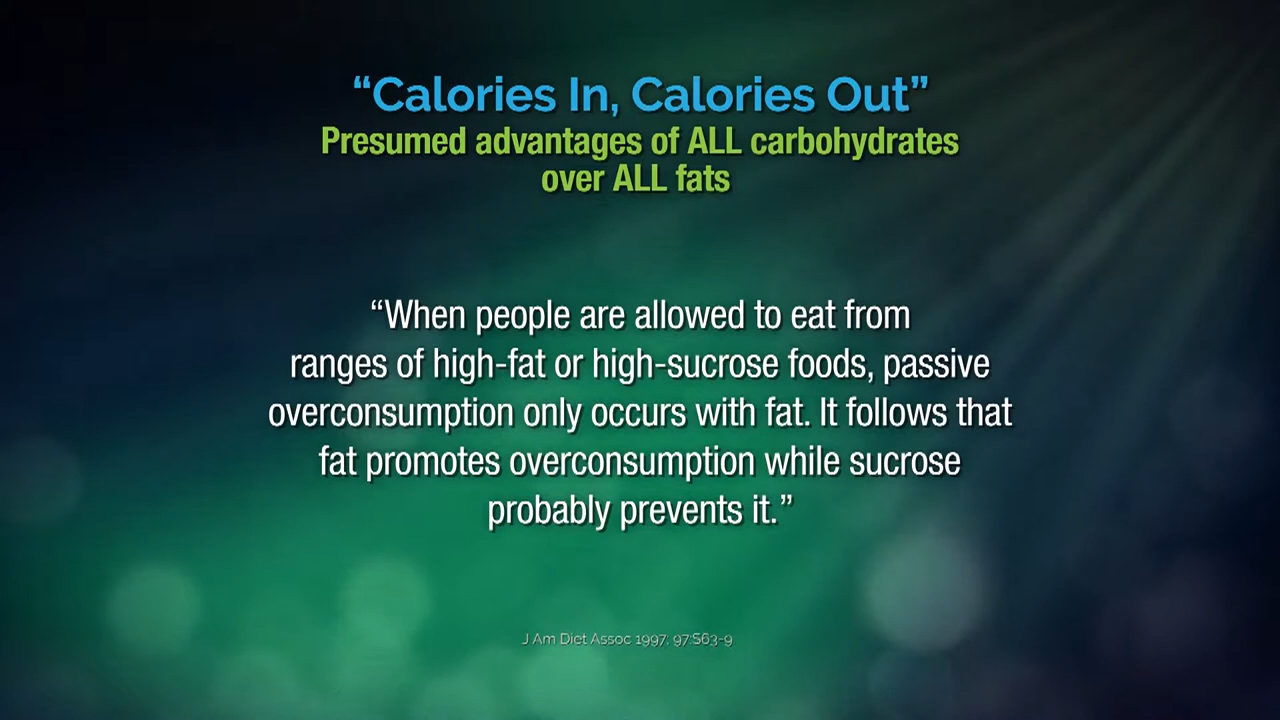 “Calories In, Calories Out”
Presumed advantages of ALL carbohydrates
over ALL fats
“When people are allowed to eat from
ranges of high-fat or high-sucrose foods, passive
overconsumption only occurs with fat. It follows that
fat promotes overconsumption while sucrose
probably prevents it.”
J Am Diet Assoc 1997; 97:S63-9